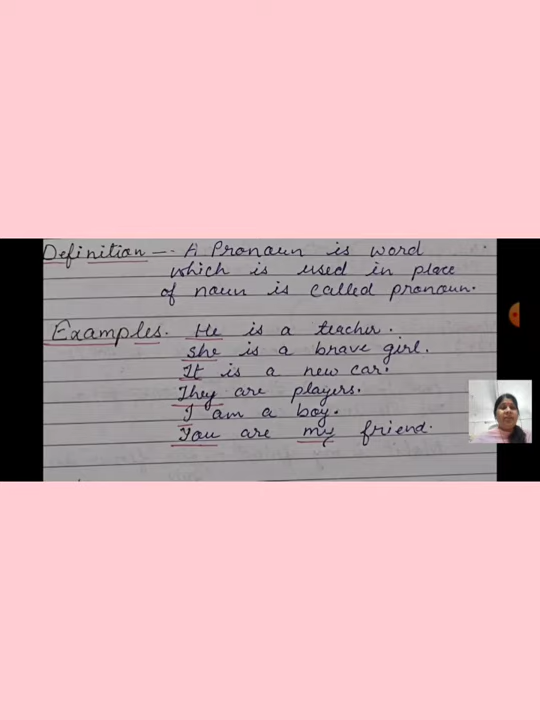 Definition -- A Pronoun is word
which is used in place
of noun is called pronoun.
Examples. He is a teacher.
She is a brave girl.
It is a new car.
They are players.
I am a boy.
You are my friend.